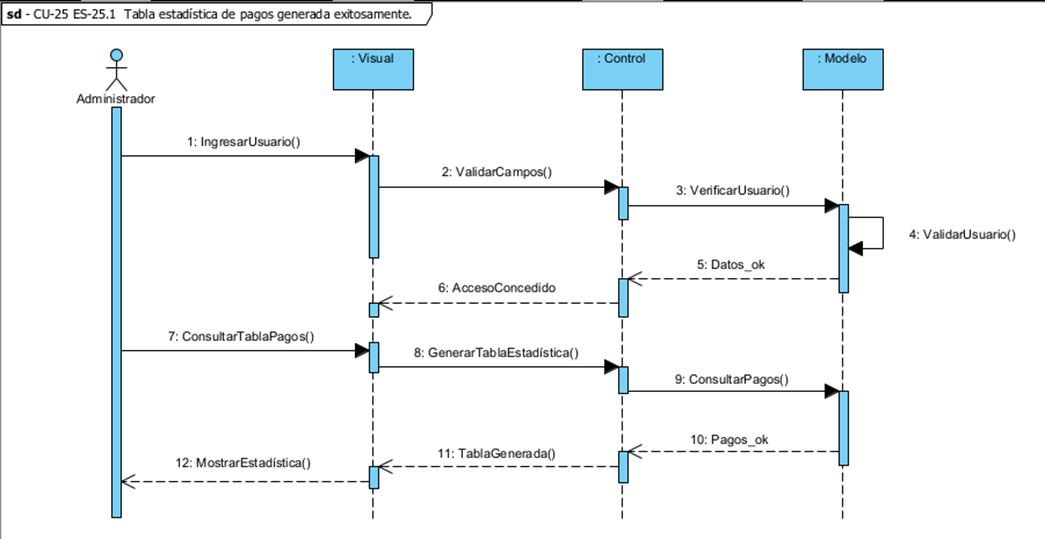 sd - CU-25 ES-25.1 Tabla estadística de pagos generada exitosamente.
: Visual
: Control
: Modelo
Administrador
1: IngresarUsuario()
2: ValidarCampos()
3: VerificarUsuario()
4: ValidarUsuario()
5: Datos_ok
6: AccesoConcedido
7: ConsultarTablaPagos()
8: GenerarTablaEstadística()
9: ConsultarPagos()
10: Pagos_ok
11: TablaGenerada()
12: MostrarEstadística()